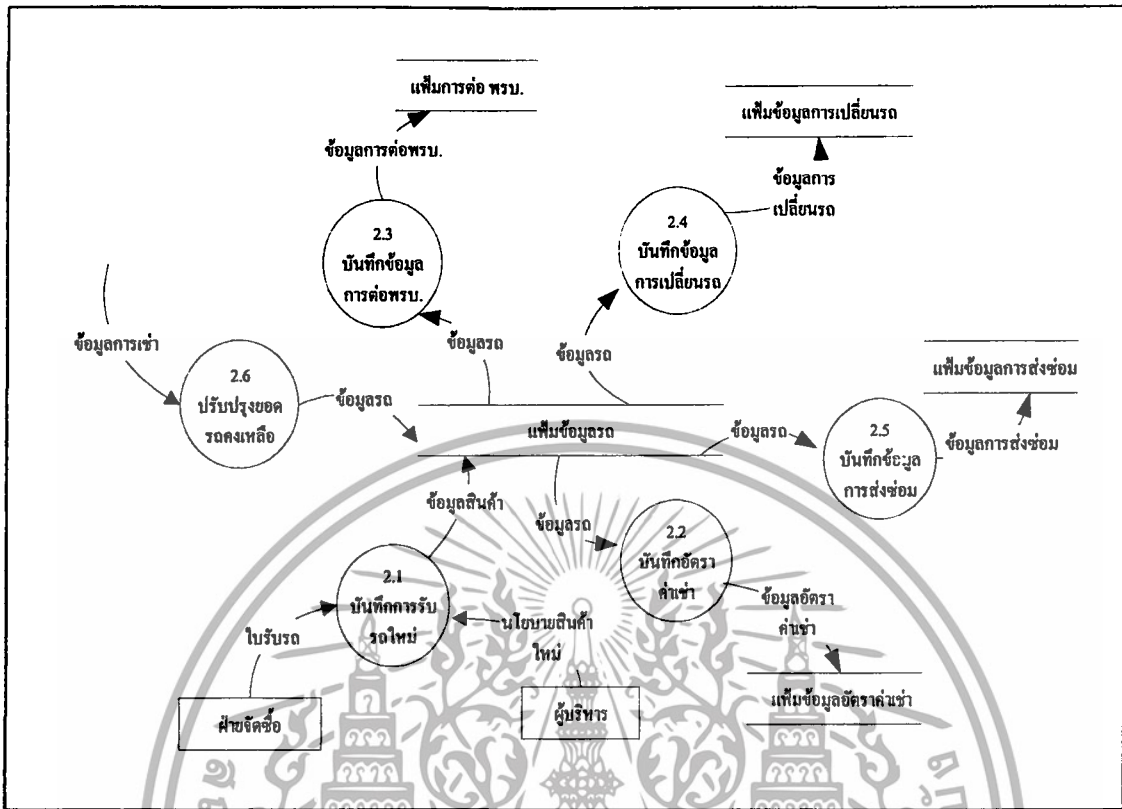 แฟ้มการต่อ พรบ.
แฟ้มข้อมูลการเปลี่ยนรถ
ข้อมูลการต่อพรบ.
ข้อมูลการ
เปลี่ยนรถ
2.3
บันทึกข้อมูล
การต่อพรบ.
2.4
บันทึกข้อมูล
การเปลี่ยนรถ
ข้อมูลการเช่า
2.6
ปรับปรุงยอด
รถคงเหลือ
ข้อมูลรถ
ข้อมูลรถ
ข้อมูลรถ
แฟ้มข้อมูลการส่งซ่อม
แฟ้มข้อมูลรถ
ข้อมูลรถ
2.5
บันทึกข้อมูล
การส่งซ่อม
ข้อมูลการส่งซ่อม
ข้อมูลสินค้า
ข้อมูลรถ
2.2
บันทึกอัตรา
ค่าเช่า
2.1
บันทึกการรับ
รถใหม่
ใบรับรถ
นโยบายสินค้า
ใหม่
ข้อมูลอัตรา
ค่าเช่า
ฝ่ายจัดซื้อ
ผู้บริหาร
แฟ้มข้อมูลอัตราค่าเช่า